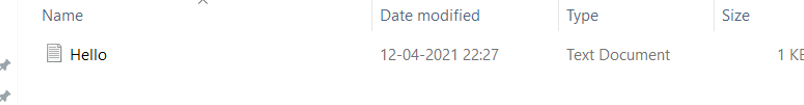 Name Date modified Type Size
Hello 12-04-2021 22:27 Text Document 1 KB